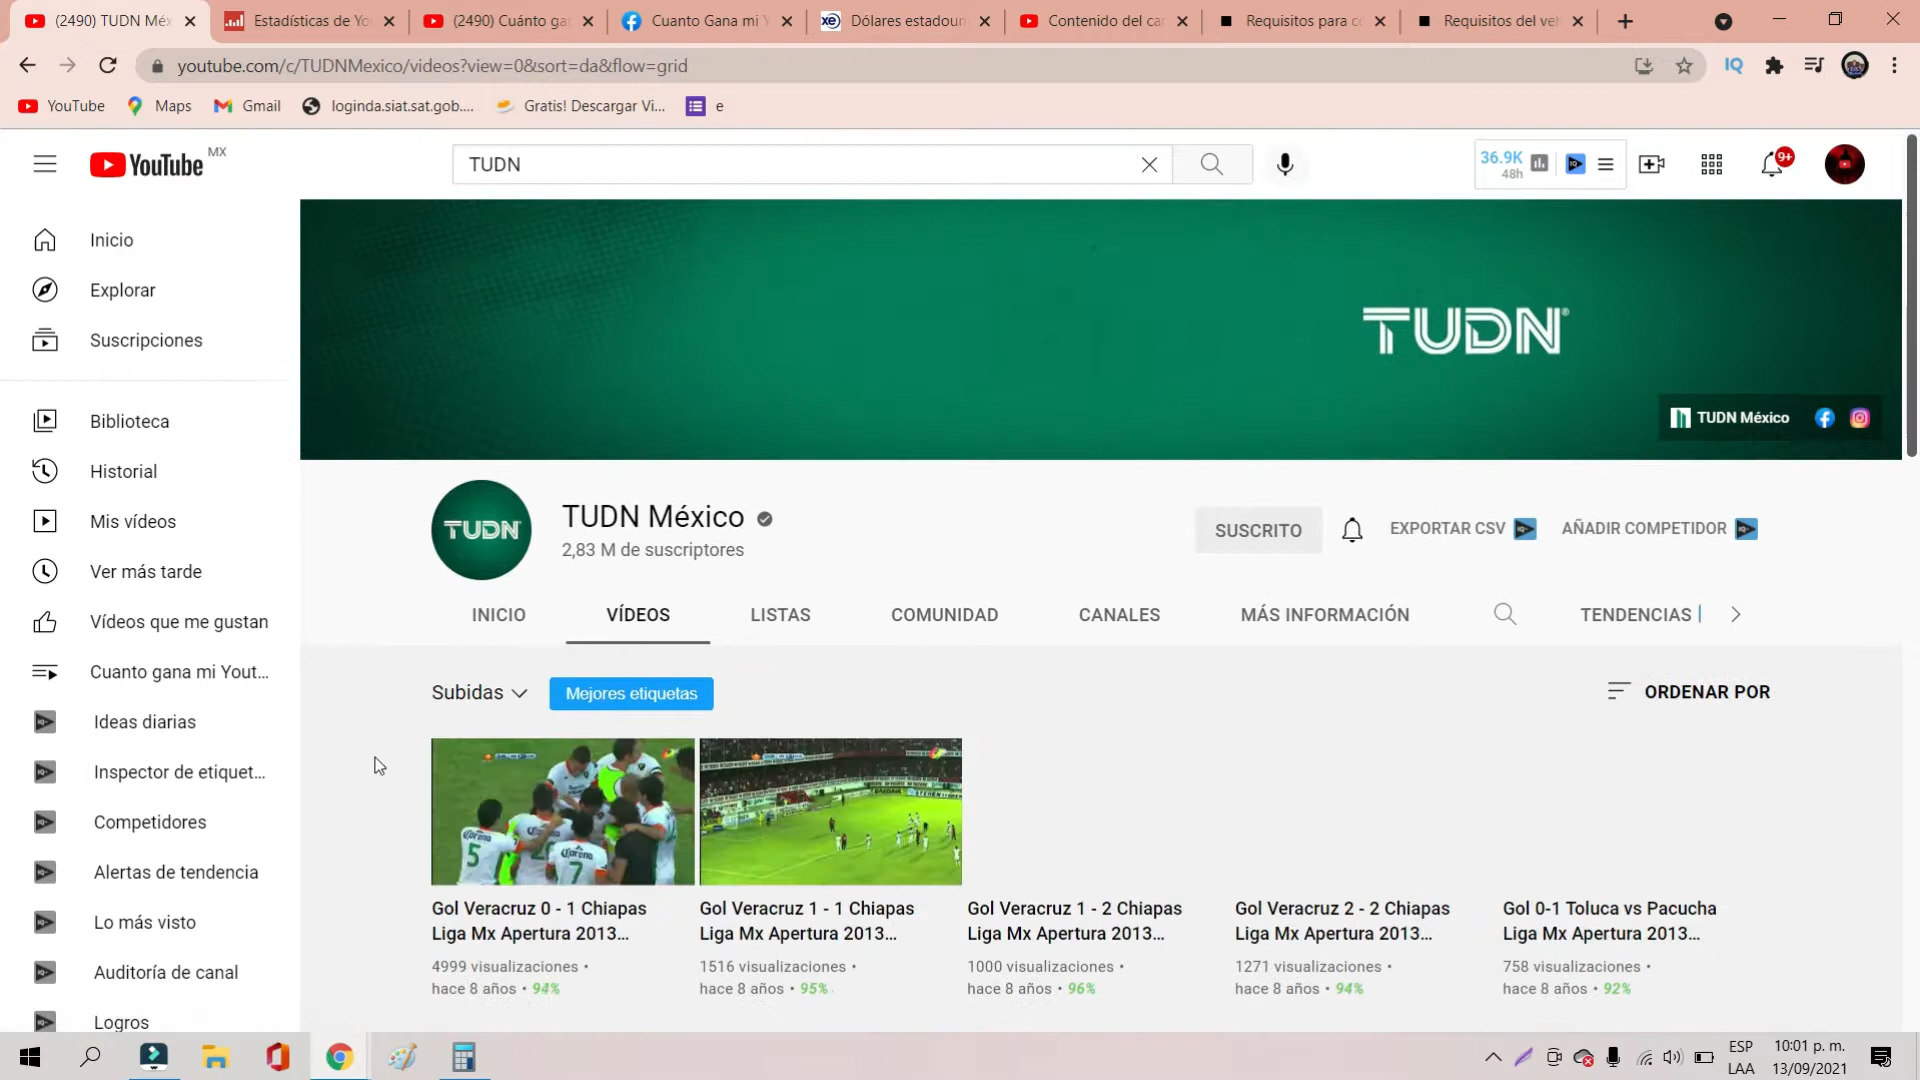 (2490) TUDN Méx
Estadísticas de Yo
(2490) Cuánto ga
Cuanto Gana mi Y
Dólares estadoun
Contenido del ca
Requisitos para c
Requisitos del ve
youtube.com/c/TUDNMexico/videos?view=0&sort=da&flow=grid
IQ
YouTube
Maps
Gmail
loginda.siat.sat.gob....
Gratis! Descargar Vi...
e
YouTube MX
TUDN
36.9K
48h
9+
Inicio
Explorar
Suscripciones
Biblioteca
Historial
Mis vídeos
Ver más tarde
Vídeos que me gustan
Cuanto gana mi Yout...
Ideas diarias
Inspector de etiquet...
Competidores
Alertas de tendencia
Lo más visto
Auditoría de canal
Logros
TUDN®
TUDN México
TUDN
TUDN México
2,83 M de suscriptores
SUSCRITO
EXPORTAR CSV
AÑADIR COMPETIDOR
INICIO
VÍDEOS
LISTAS
COMUNIDAD
CANALES
MÁS INFORMACIÓN
TENDENCIAS
Subidas
Mejores etiquetas
ORDENAR POR
Corona
5
Corona
7
Gol Veracruz 0 - 1 Chiapas
Liga Mx Apertura 2013...
4999 visualizaciones •
hace 8 años • 94%
Gol Veracruz 1 - 1 Chiapas
Liga Mx Apertura 2013...
1516 visualizaciones •
hace 8 años • 95%
Gol Veracruz 1 - 2 Chiapas
Liga Mx Apertura 2013...
1000 visualizaciones •
hace 8 años • 96%
Gol Veracruz 2 - 2 Chiapas
Liga Mx Apertura 2013...
1271 visualizaciones •
hace 8 años • 94%
Gol 0-1 Toluca vs Pacucha
Liga Mx Apertura 2013...
758 visualizaciones •
hace 8 años • 92%
ESP
LAA
10:01 p. m.
13/09/2021